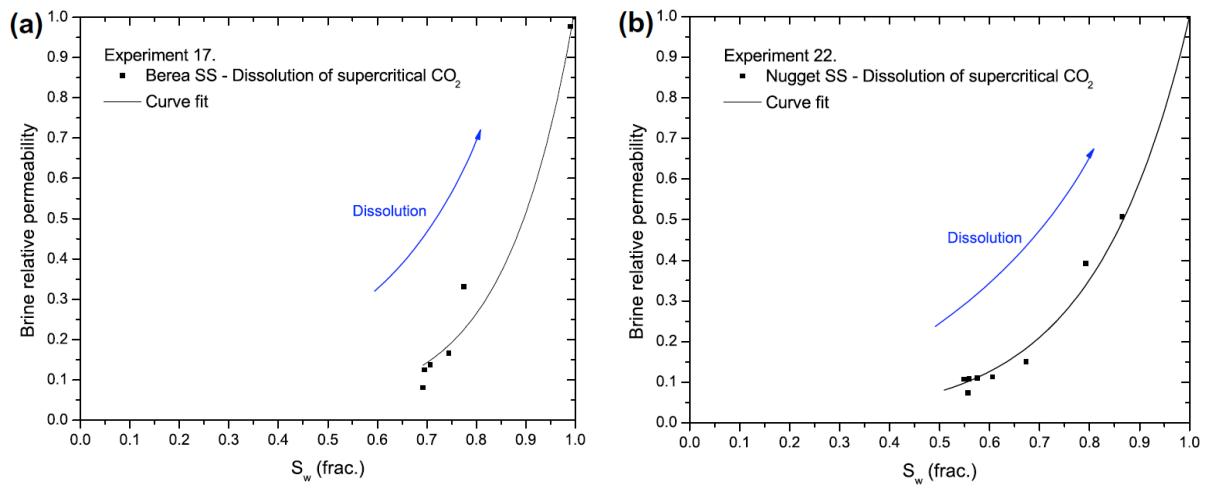 (a)
1.0
0.9
0.8
0.7
0.6
0.5
0.4
0.3
0.2
0.1
0.0
Brine relative permeability
Experiment 17.
Berea SS - Dissolution of supercritical CO2
Curve fit
Dissolution
0.0 0.1 0.2 0.3 0.4 0.5 0.6 0.7 0.8 0.9 1.0
Sw (frac.)
(b)
1.0
0.9
0.8
0.7
0.6
0.5
0.4
0.3
0.2
0.1
0.0
Brine relative permeability
Experiment 22.
Nugget SS - Dissolution of supercritical CO2
Curve fit
Dissolution
0.0 0.1 0.2 0.3 0.4 0.5 0.6 0.7 0.8 0.9 1.0
Sw (frac.)